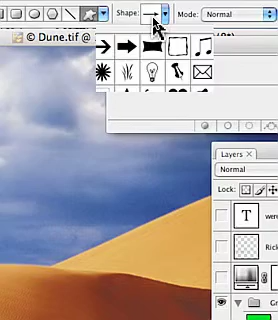 Shape:
Mode: Normal
© Dune.tif @
Layers ×
Normal
Lock:
T
Rick